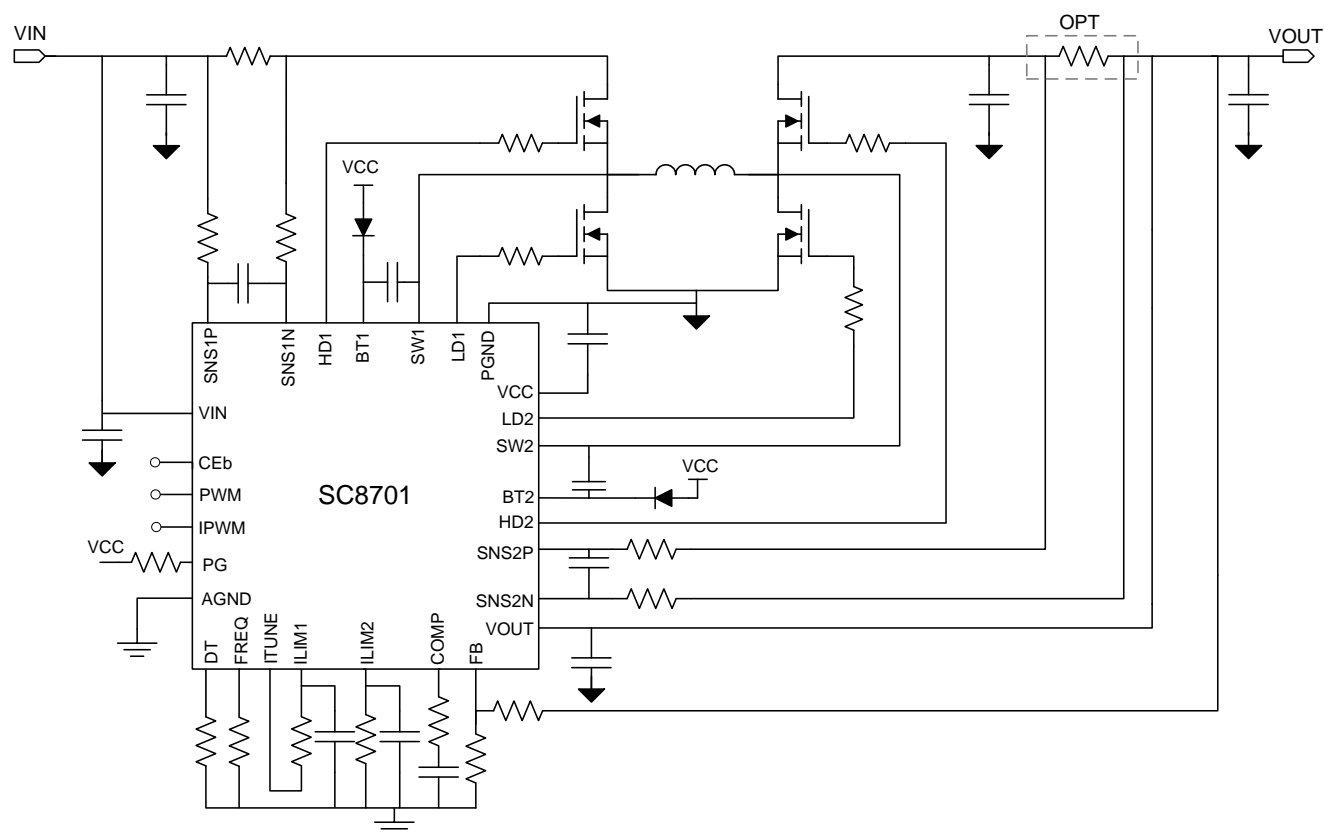 OPT
VIN
VOUT
VCC
SNS1P
SNS1N
HD1
BT1
SW1
LD1
PGND
VCC
VIN
LD2
SW2
CEb
VCC
PWM
SC8701
BT2
IPWM
HD2
VCC
PG
SNS2P
AGND
SNS2N
VOUT
DT
FREQ
ITUNE
ILIM1
ILIM2
COMP
FB